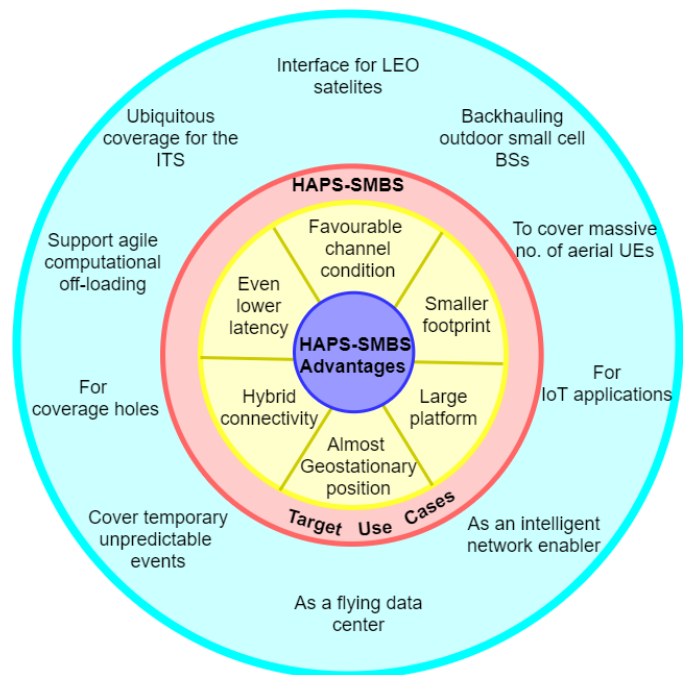 Interface for LEO
satelites
Ubiquitous
coverage for the
ITS
Backhauling
outdoor small cell
BSs
HAPS-SMBS
Support agile
computational
off-loading
Favourable
channel
condition
To cover massive
no. of aerial UEs
Even
lower
latency
Smaller
footprint
HAPS-SMBS
Advantages
For
coverage holes
Hybrid
connectivity
Large
platform
For
IoT applications
Almost
Geostationary
position
Target Use Cases
Cover temporary
unpredictable
events
As an intelligent
network enabler
As a flying data
center